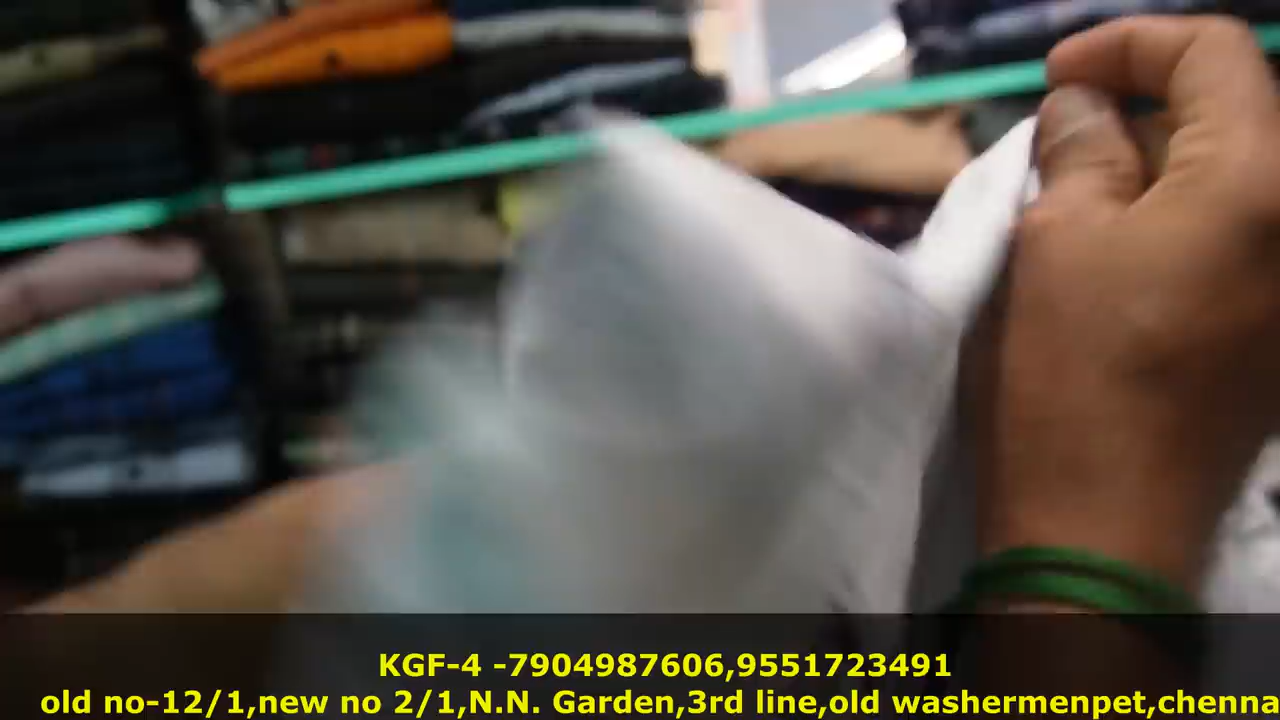 KGF-4 -7904987606,9551723491
old no-12/1,new no 2/1,N.N. Garden,3rd line,old washermenpet,chenna